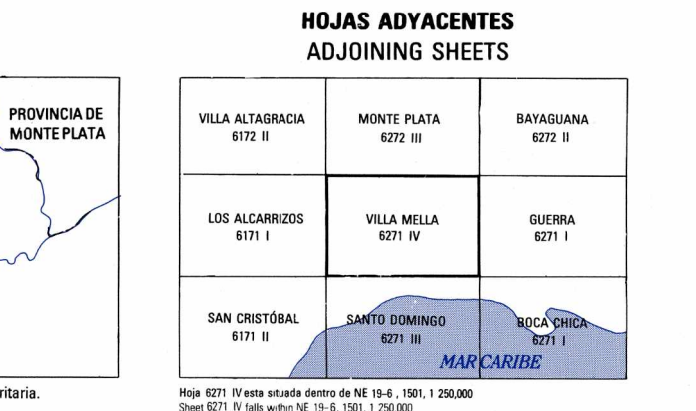 HOJAS ADYACENTES
ADJOINING SHEETS
PROVINCIA DE
MONTE PLATA
VILLA ALTAGRACIA
6172 II
MONTE PLATA
6272 III
BAYAGUANA
6272 II
LOS ALCARRIZOS
6171 I
VILLA MELLA
6271 IV
GUERRA
6271 I
SAN CRISTÓBAL
6171 II
SANTO DOMINGO
6271 III
BOCA CHICA
6271 I
MAR CARIBE
ritaria.
Hoja 6271 IV esta situada dentro de NE 19-6 , 1501, 1 250,000
Sheet 6271 IV falls within NE 19-6, 1501, 1 250,000